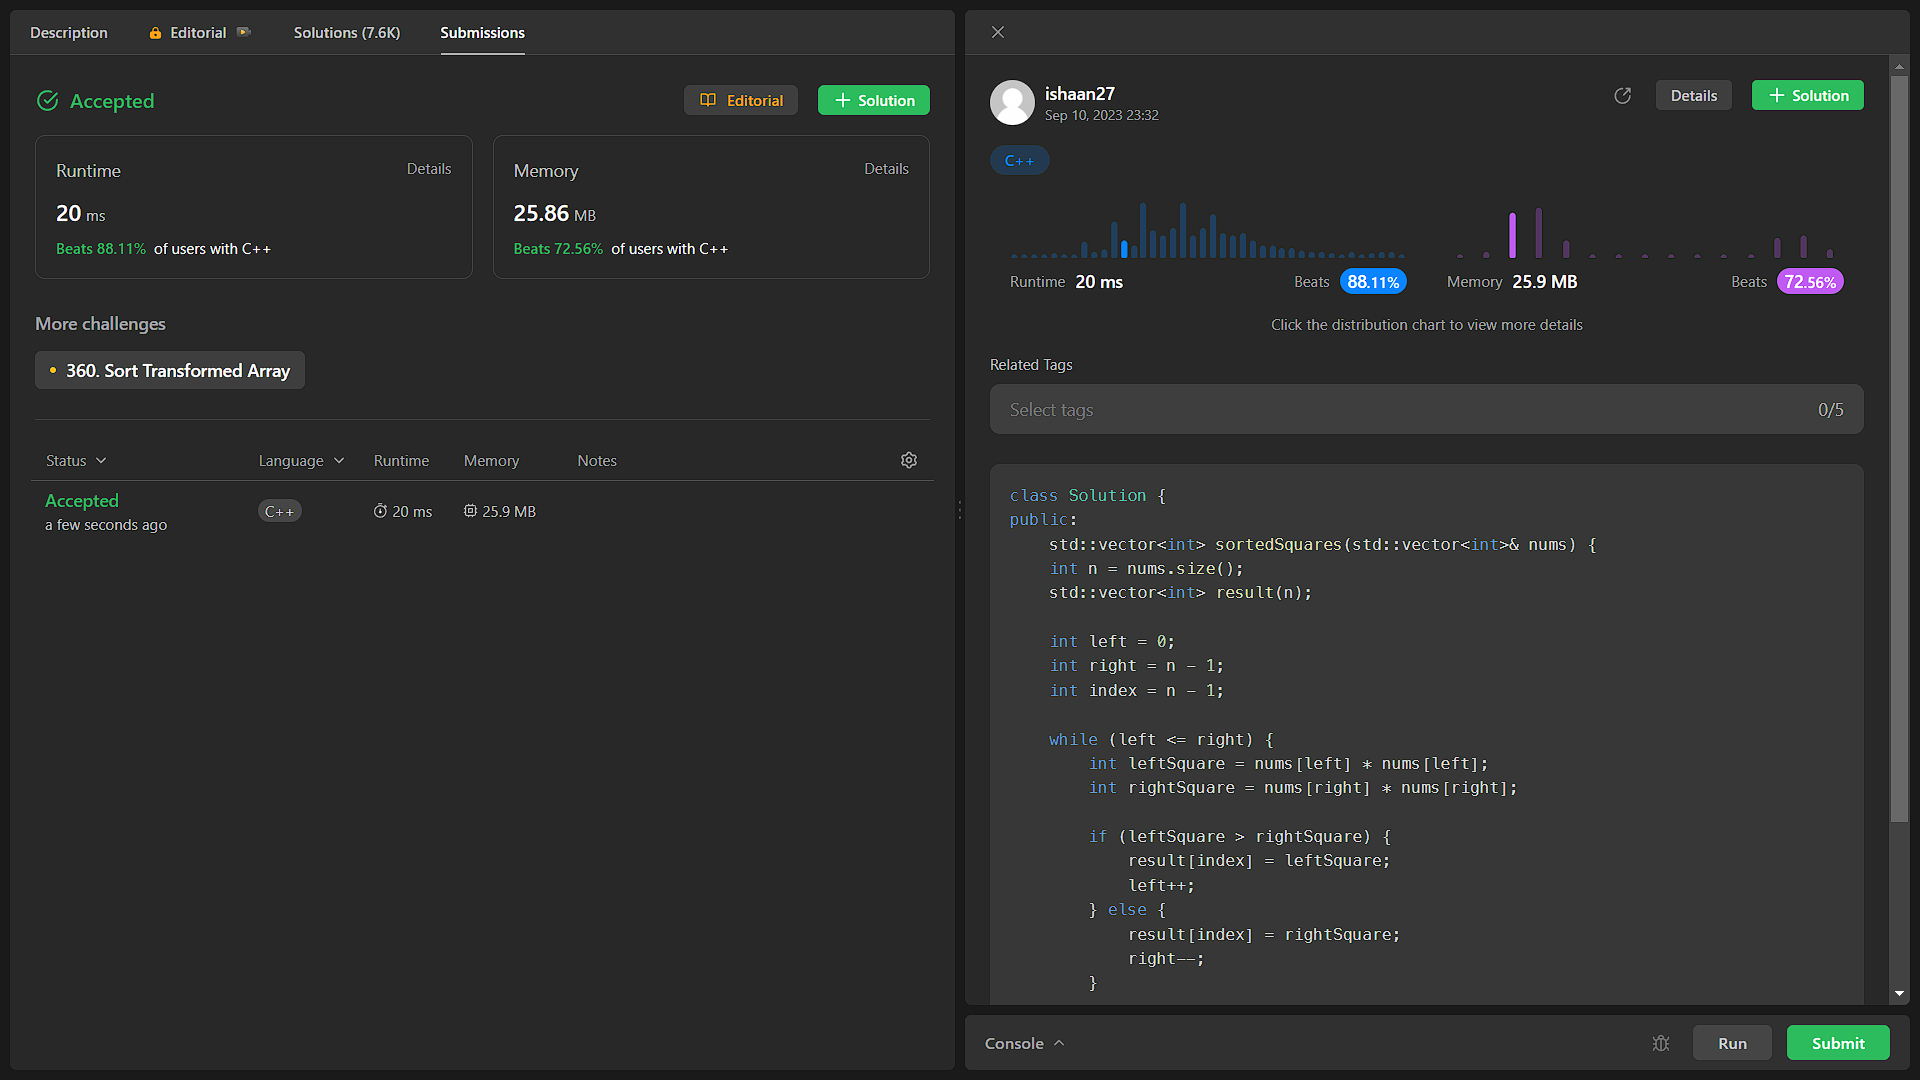 Description
Editorial
Solutions (7.6K)
Submissions
Accepted
Editorial
+ Solution
Runtime
Details
20 ms
Beats 88.11% of users with C++
Memory
Details
25.86 MB
Beats 72.56% of users with C++
More challenges
• 360. Sort Transformed Array
Status Language Runtime Memory Notes
Accepted
a few seconds ago
C++
20 ms
25.9 MB
ishaan27
Sep 10, 2023 23:32
Details
+ Solution
C++
Runtime 20 ms
Beats 88.11%
Memory 25.9 MB
Beats 72.56%
Click the distribution chart to view more details
Related Tags
Select tags
0/5
class Solution {
public:
    std::vector<int> sortedSquares(std::vector<int>& nums) {
    int n = nums.size();
    std::vector<int> result(n);

    int left = 0;
    int right = n - 1;
    int index = n - 1;

    while (left <= right) {
        int leftSquare = nums[left] * nums[left];
        int rightSquare = nums[right] * nums[right];

        if (leftSquare > rightSquare) {
            result[index] = leftSquare;
            left++;
        } else {
            result[index] = rightSquare;
            right--;
        }
Console
Run
Submit